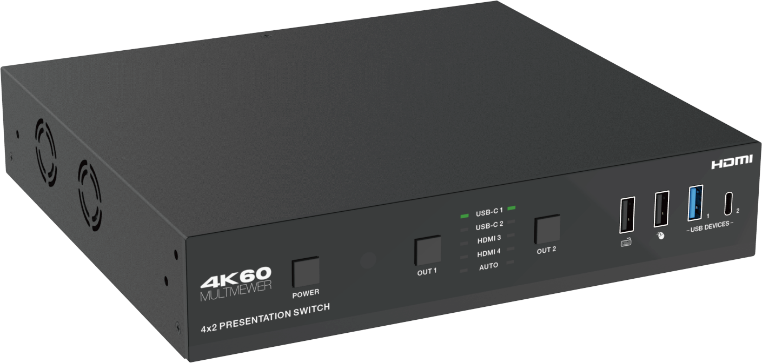 HDMI
4K60
MULTIVIEWER
4x2 PRESENTATION SWITCH
POWER
OUT 1
USB-C 1
USB-C 2
HDMI 3
HDMI 4
AUTO
OUT 2
1
2
-USB DEVICES-